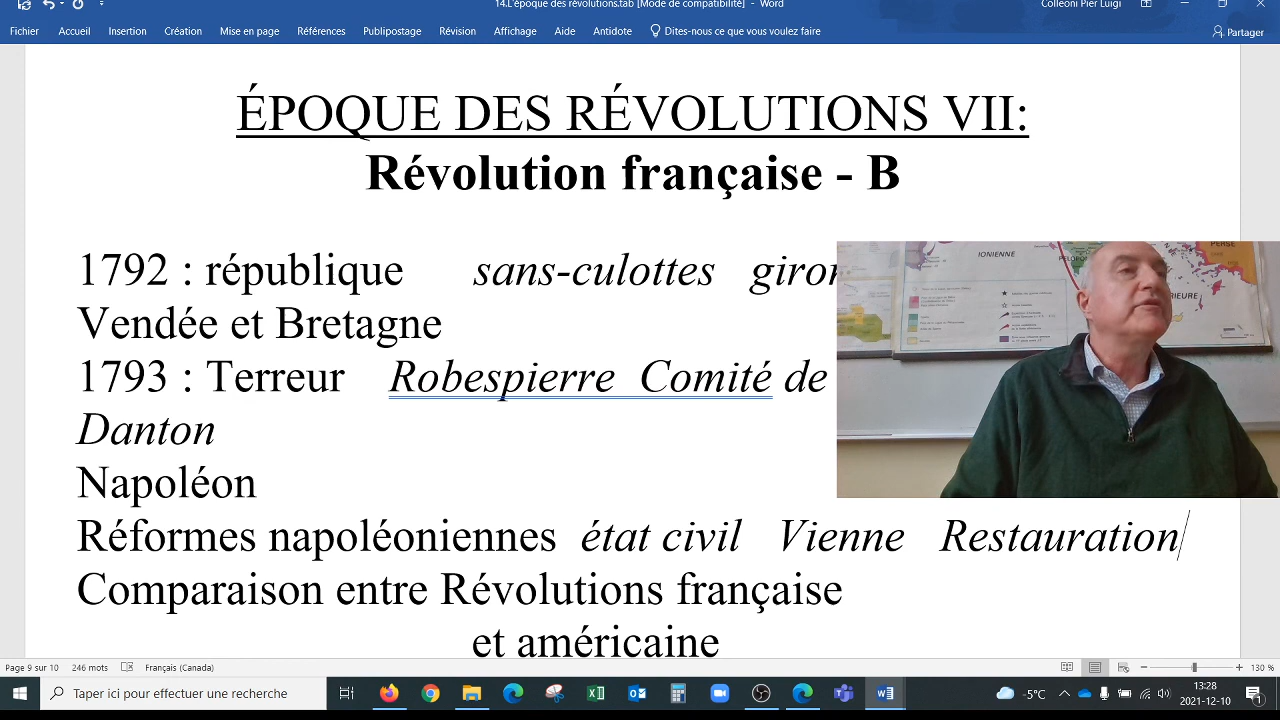 14.L'époque des révolutions.tab [Mode de compatibilité] - Word
Colleoni Pier Luigi
Fichier Accueil Insertion Création Mise en page Références Publipostage Révision Affichage Aide Antidote Dites-nous ce que vous voulez faire Partager
ÉPOQUE DES RÉVOLUTIONS VII:
Révolution française - B
1792 : république sans-culottes giron
Vendée et Bretagne
1793 : Terreur Robespierre Comité de
Danton
Napoléon
Réformes napoléoniennes état civil Vienne Restauration
Comparaison entre Révolutions française
et américaine
IONIENNE
PERSE
Page 9 sur 10 246 mots Français (Canada) 130 %
Taper ici pour effectuer une recherche
-5°C
13:28
2021-12-10